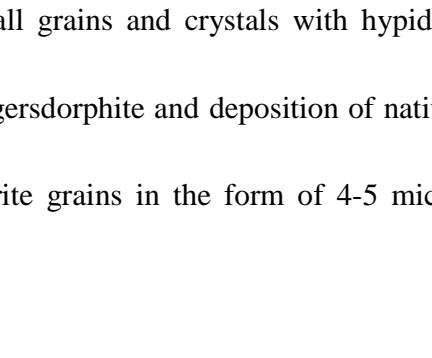 all grains and crystals with hypid
gersdorphite and deposition of nati
rite grains in the form of 4-5 mic